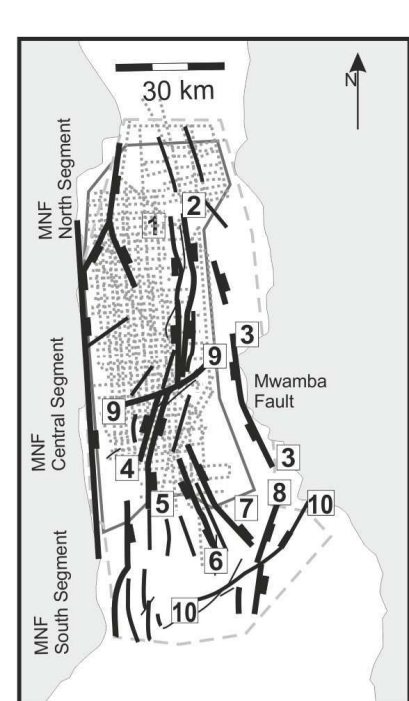 30 km
N
MNF
North Segment
2
1
3
9
Mwamba
Fault
9
MNF
Central Segment
4
3
8
10
5
7
6
MNF
South Segment
10